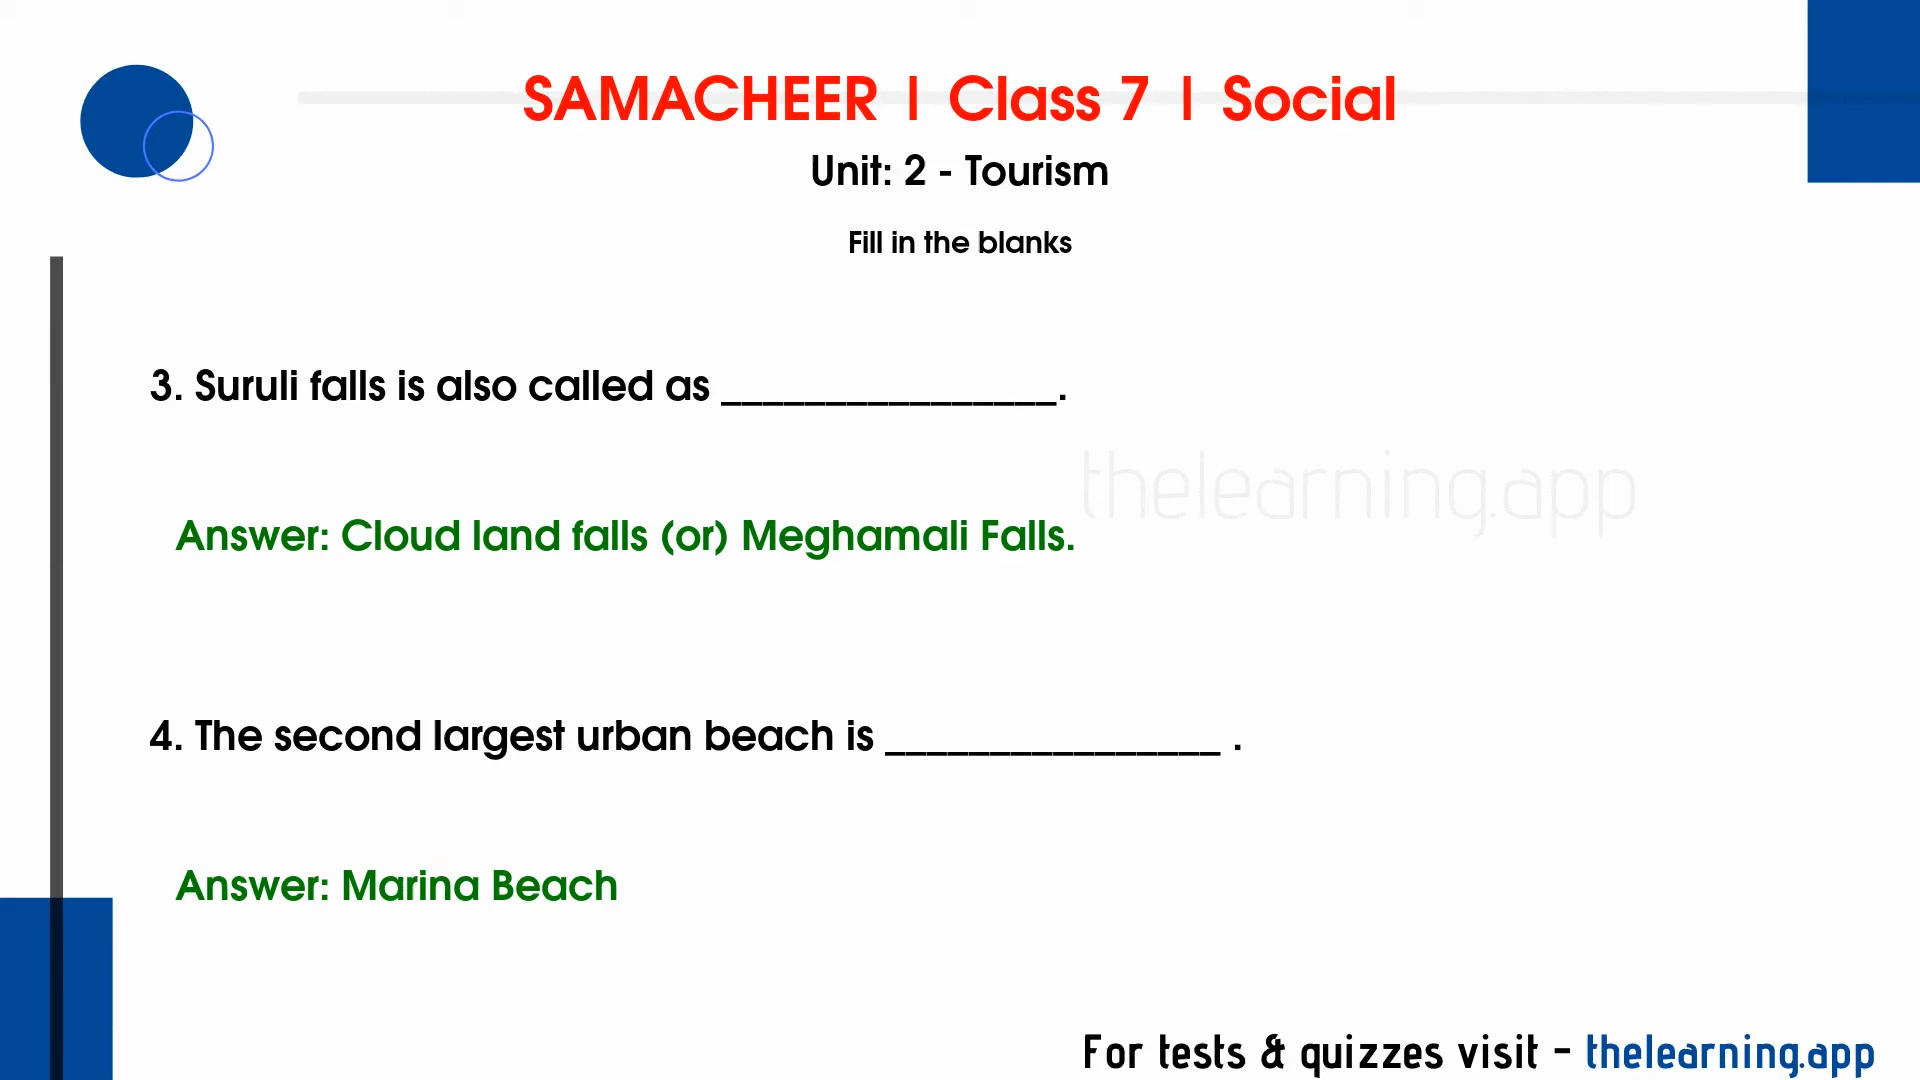 SAMACHEER | Class 7 | Social
Unit: 2 - Tourism
Fill in the blanks
3. Suruli falls is also called as ________________.
thelearning.app
Answer: Cloud land falls (or) Meghamali Falls.
4. The second largest urban beach is ________________ .
Answer: Marina Beach
For tests & quizzes visit - thelearning.app